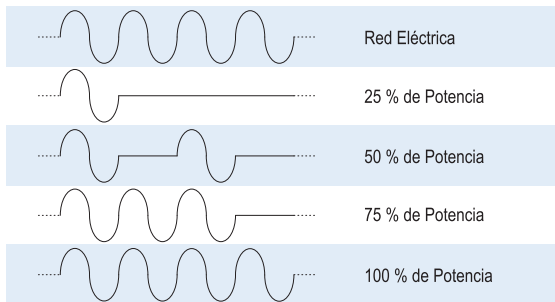 Red Eléctrica
25 % de Potencia
50 % de Potencia
75 % de Potencia
100 % de Potencia